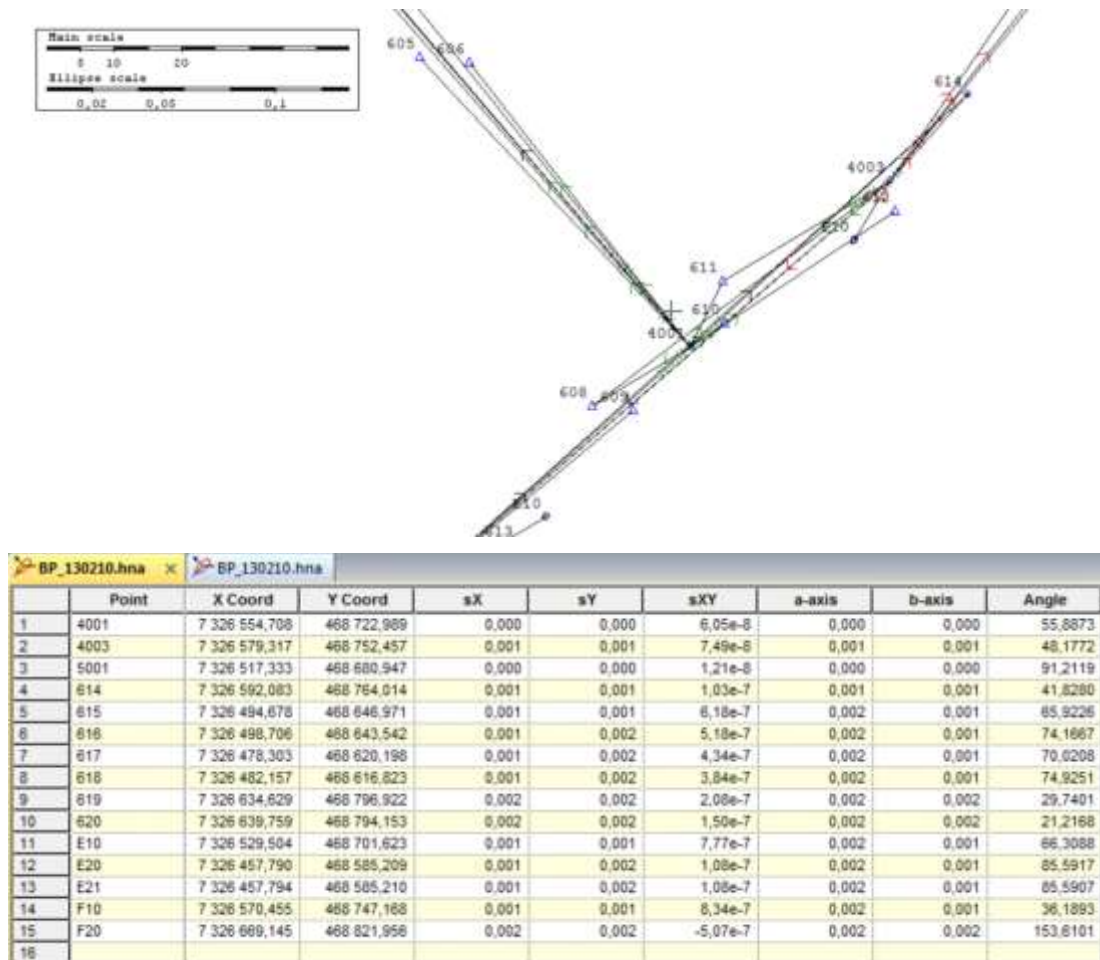 Main scale
0 10 20
Ellipse scale
0,02 0,05 0,1
605 606
614
4003
E20
611
610
608 609
E10
613
BP_130210.hna × BP_130210.hna
Point X Coord Y Coord sX sY sXY a-axis b-axis Angle
1 4001 7 326 554,708 468 722,989 0,000 0,000 6,05e-8 0,000 0,000 55,8873
2 4003 7 326 579,317 468 752,457 0,001 0,001 7,49e-8 0,001 0,001 48,1772
3 5001 7 326 517,333 468 680,947 0,000 0,000 1,21e-8 0,000 0,000 91,2119
4 614 7 326 592,083 468 764,014 0,001 0,001 1,03e-7 0,001 0,001 41,8280
5 615 7 326 494,678 468 646,971 0,001 0,001 6,18e-7 0,002 0,001 65,9226
6 616 7 326 498,706 468 643,542 0,001 0,002 5,18e-7 0,002 0,001 74,1667
7 617 7 326 478,303 468 620,198 0,001 0,002 4,34e-7 0,002 0,001 70,0208
8 618 7 326 482,157 468 616,823 0,001 0,002 3,84e-7 0,002 0,001 74,9251
9 619 7 326 634,629 468 796,922 0,002 0,002 2,08e-7 0,002 0,002 29,7401
10 620 7 326 639,759 468 794,153 0,002 0,002 1,50e-7 0,002 0,002 21,2168
11 E10 7 326 529,504 468 701,623 0,001 0,001 7,77e-7 0,002 0,001 66,3088
12 E20 7 326 457,790 468 585,209 0,001 0,002 1,08e-7 0,002 0,001 85,5917
13 E21 7 326 457,794 468 585,210 0,001 0,002 1,08e-7 0,002 0,001 85,5907
14 F10 7 326 570,455 468 747,168 0,001 0,001 8,34e-7 0,002 0,001 36,1893
15 F20 7 326 669,145 468 821,956 0,002 0,002 -5,07e-7 0,002 0,002 153,6101
16